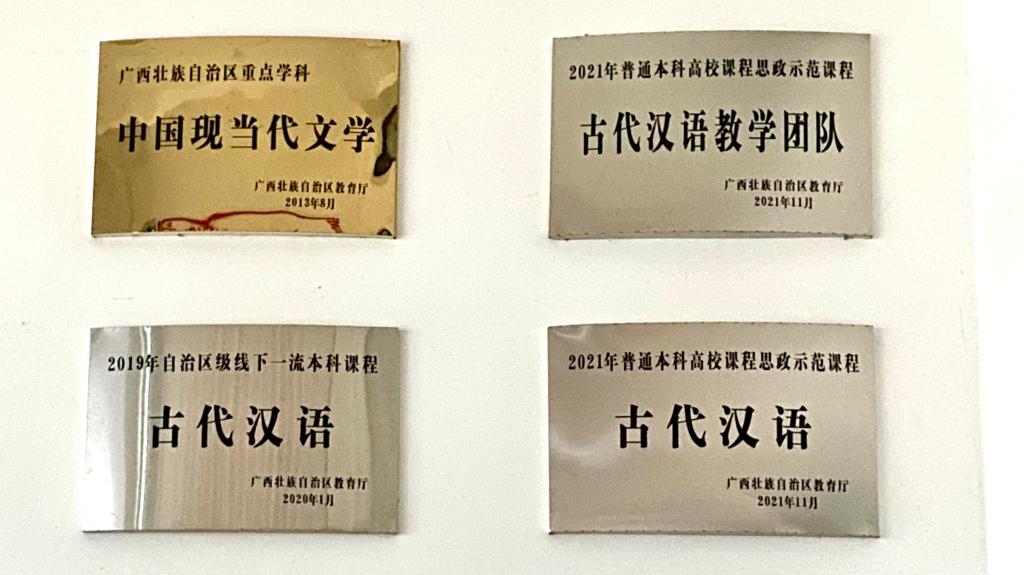 广西壮族自治区重点学科
中国现当代文学
广西壮族自治区教育厅
2013年8月
2021年普通本科高校课程思政示范课程
古代汉语教学团队
广西壮族自治区教育厅
2021年11月
2019年自治区级线下一流本科课程
古代汉语
广西壮族自治区教育厅
2020年1月
2021年普通本科高校课程思政示范课程
古代汉语
广西壮族自治区教育厅
2021年11月